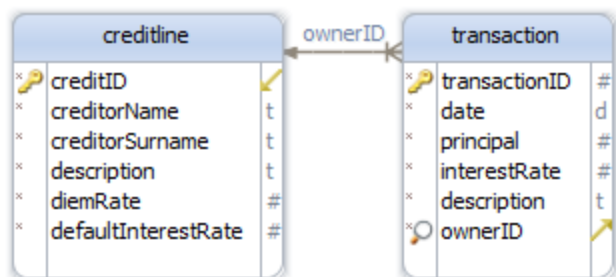 creditline
ownerID
transaction
creditID
creditorName t
creditorSurname t
description t
diemRate #
defaultInterestRate #
transactionID #
date d
principal #
interestRate #
description t
ownerID